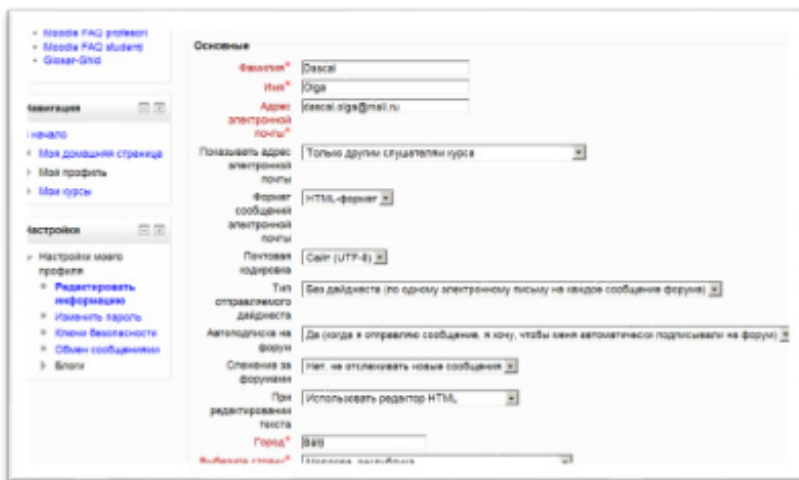 Moodle FAQ profesori
Moodle FAQ studenti
Glosar-Ghid
Навигация
В начало
Моя домашняя страница
Мой профиль
Мои курсы
Настройки
Настройки моего
профиля
Редактировать
информацию
Изменить пароль
Ключи безопасности
Обмен сообщениями
Блоги
Основные
Фамилия* Dascal
Имя* Olga
Адрес dascal.olga@mail.ru
электронной
почты*
Показывать адрес Только другим слушателям курса
электронной
почты
Формат HTML-формат
сообщений
электронной
почты
Почтовая Сайт (UTF-8)
кодировка
Тип Без дайджеста (по одному электронному письму на каждое сообщение форума)
отправляемого
дайджеста
Автоподписка на Да (когда я отправляю сообщение, я хочу, чтобы меня автоматически подписывали на форум)
форум
Слежение за Нет, не отслеживать новые сообщения
форумами
При Использовать редактор HTML
редактировании
текста
Город*
Выберите страну* Молдова, республика